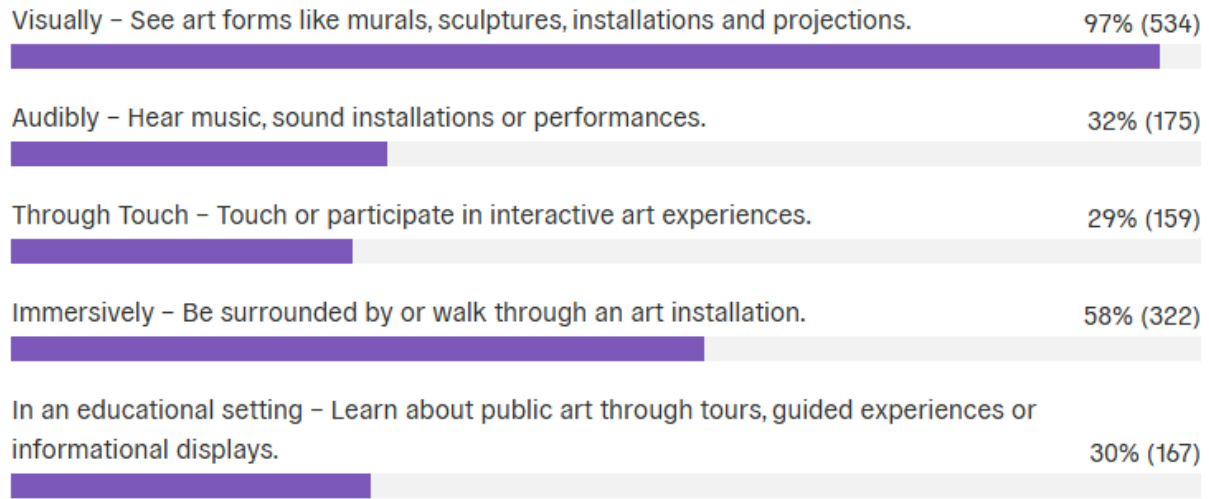 Visually – See art forms like murals, sculptures, installations and projections. 97% (534)
Audibly – Hear music, sound installations or performances. 32% (175)
Through Touch – Touch or participate in interactive art experiences. 29% (159)
Immersively – Be surrounded by or walk through an art installation. 58% (322)
In an educational setting – Learn about public art through tours, guided experiences or
informational displays. 30% (167)